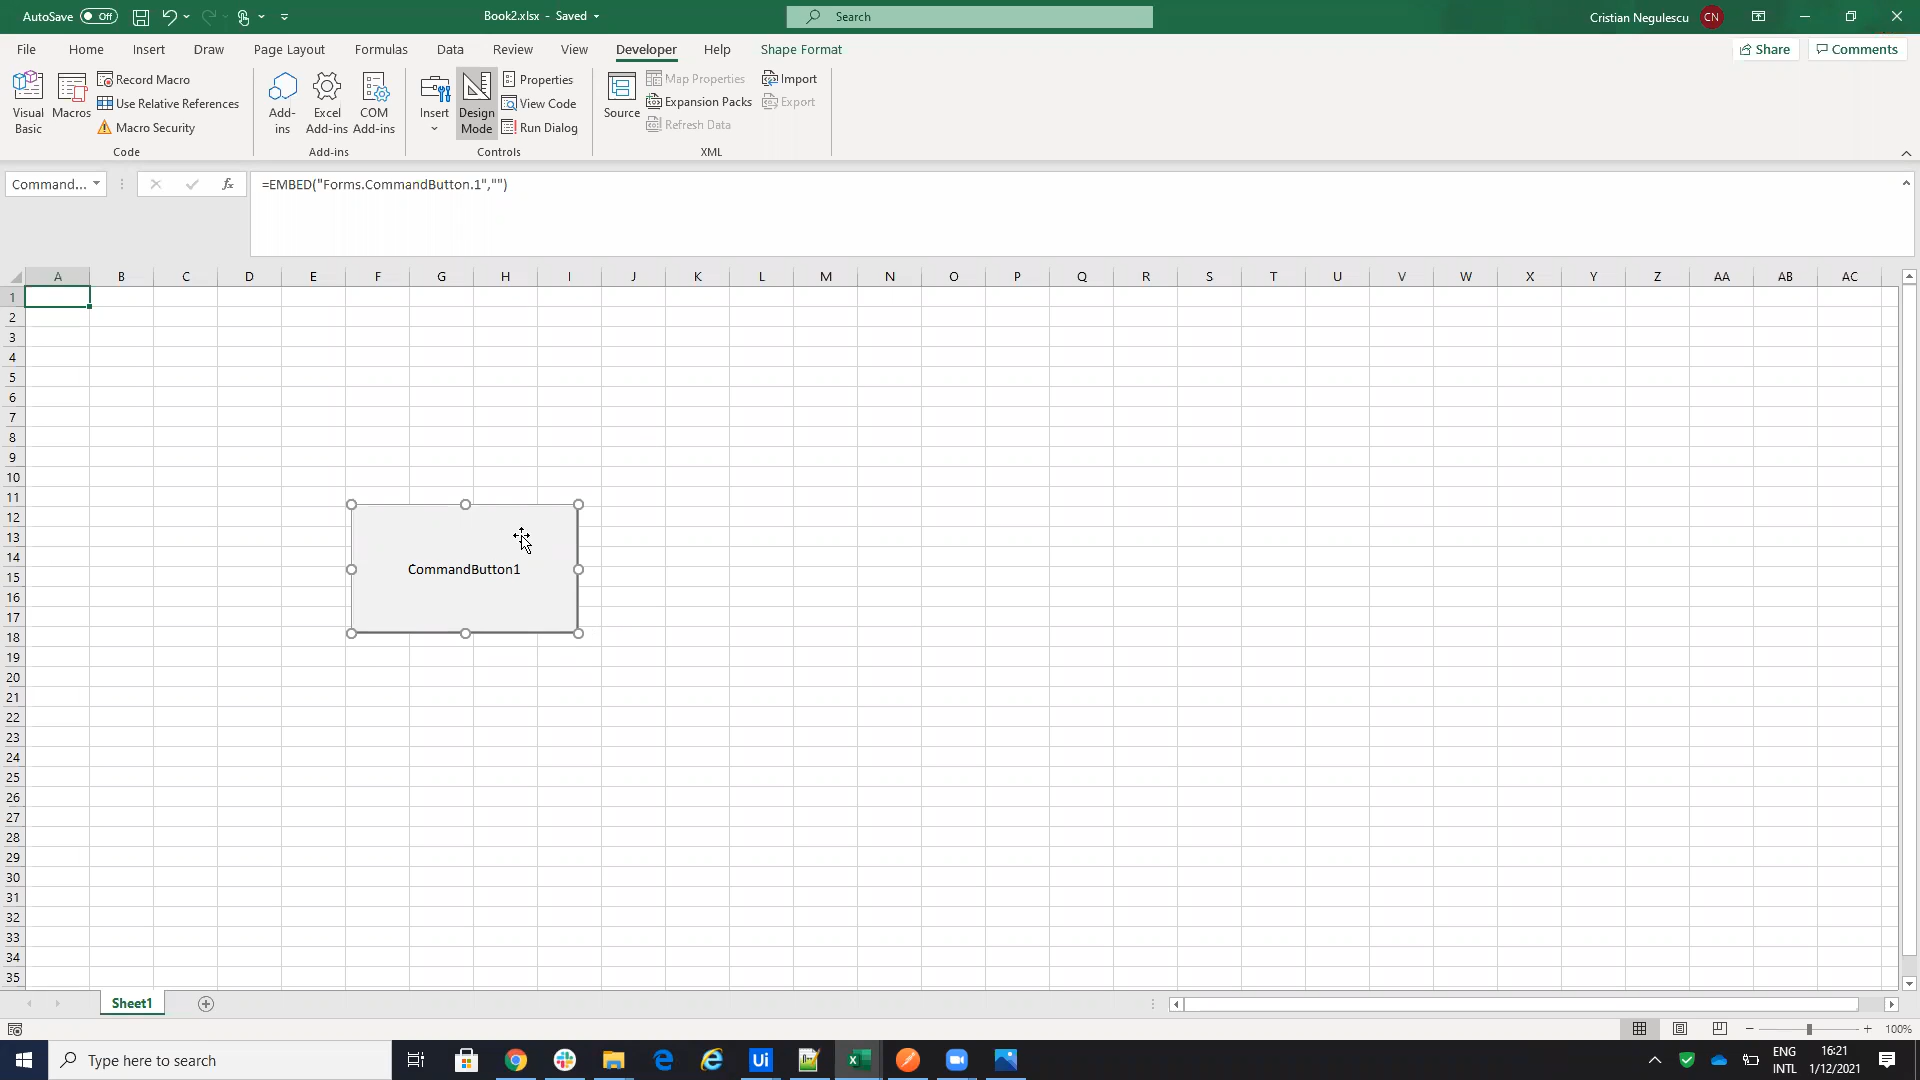 AutoSave Off Book2.xlsx - Saved Search Cristian Negulescu CN
File Home Insert Draw Page Layout Formulas Data Review View Developer Help Shape Format Share Comments
Visual Basic
Macros
Record Macro
Use Relative References
Macro Security
Code
Add-ins
Excel Add-ins
COM Add-ins
Add-ins
Insert
Design Mode
Properties
View Code
Run Dialog
Controls
Source
Map Properties
Expansion Packs
Refresh Data
Import
Export
XML
Command... fx =EMBED("Forms.CommandButton.1","")
A B C D E F G H I J K L M N O P Q R S T U V W X Y Z AA AB AC
1
2
3
4
5
6
7
8
9
10
11
12
13
14
15
16
17
18
19
20
21
22
23
24
25
26
27
28
29
30
31
32
33
34
35
CommandButton1
Sheet1
100%
Type here to search
Ui
ENG
INTL
16:21
1/12/2021